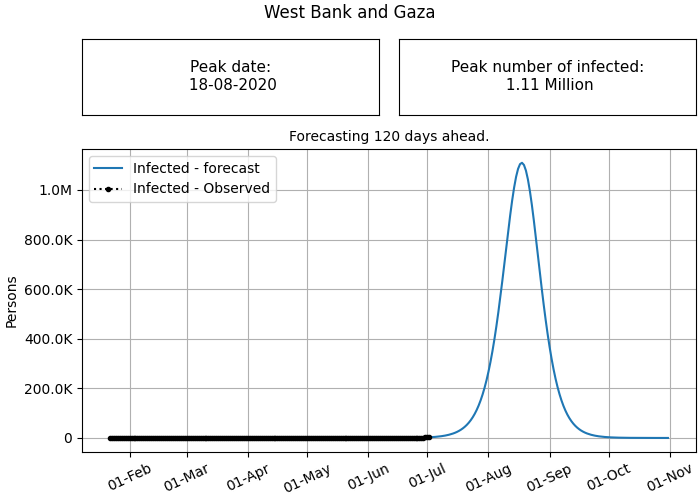 West Bank and Gaza
Peak date:
18-08-2020
Peak number of infected:
1.11 Million
Forecasting 120 days ahead.
Infected - forecast
Infected - Observed
Persons
1.0M
800.0K
600.0K
400.0K
200.0K
0
01-Feb
01-Mar
01-Apr
01-May
01-Jun
01-Jul
01-Aug
01-Sep
01-Oct
01-Nov